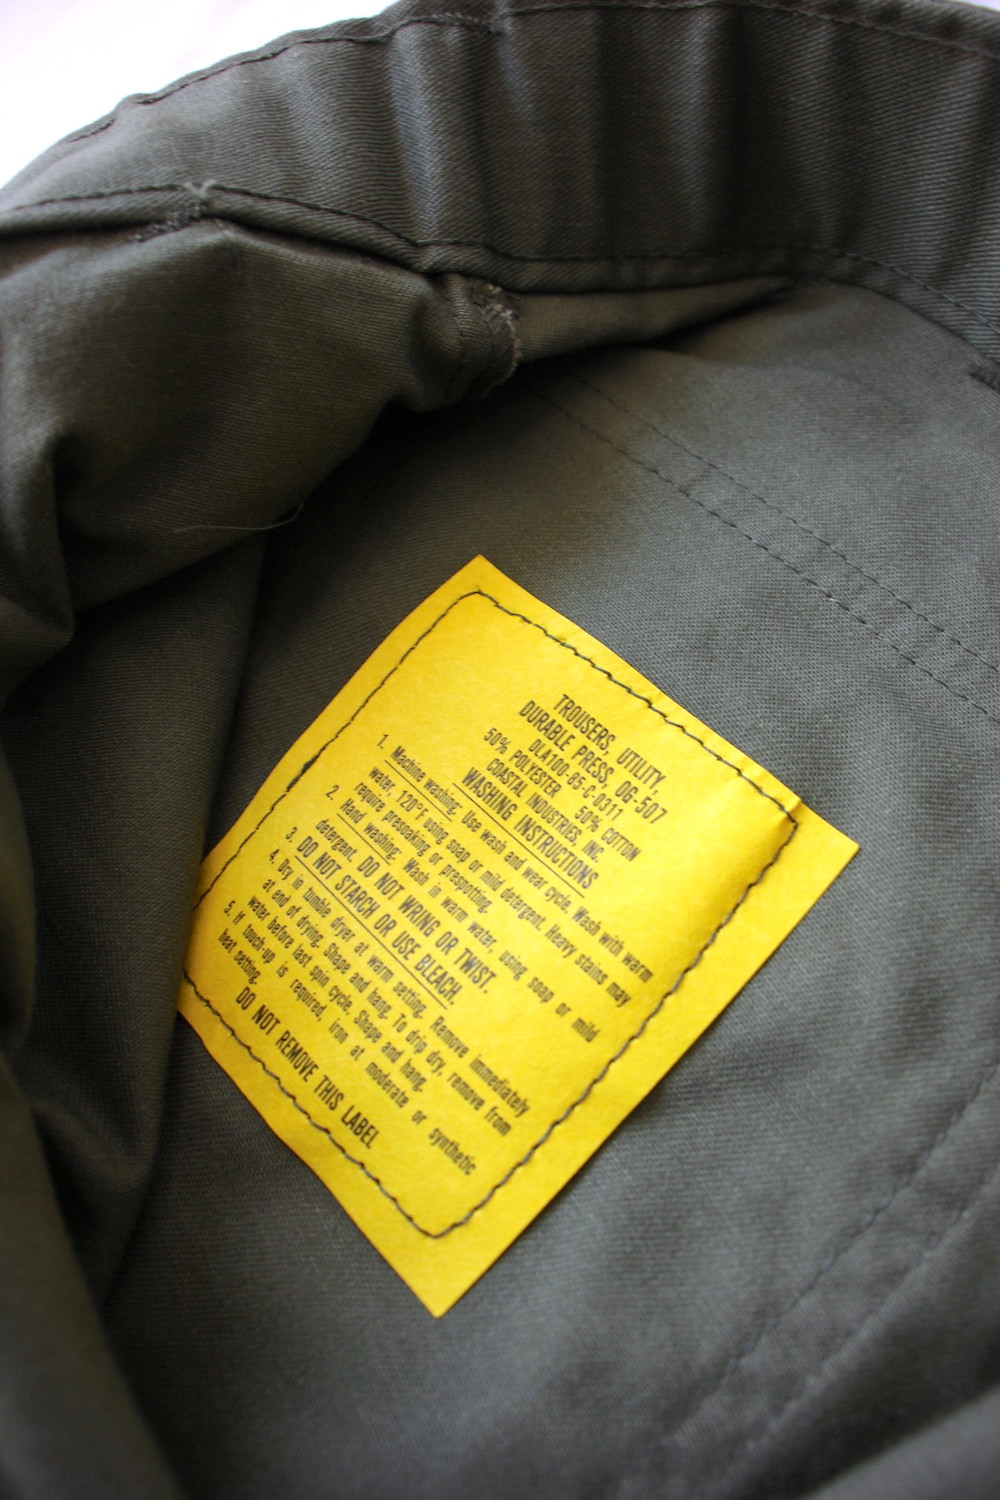 TROUSERS, UTILITY,
DURABLE PRESS, OG-507
DLA100-85-C-0311
50% POLYESTER 50% COTTON
COASTAL INDUSTRIES, INC.
WASHING INSTRUCTIONS
1. Machine washing. Use wash and wear cycle. Wash with warm
water, 120°F using soap or mild detergent. Heavy stains may
require presoaking or prespotting.
2. Hand washing. Wash in warm water, using soap or mild
detergent. DO NOT WRING OR TWIST.
3. DO NOT STARCH OR USE BLEACH.
4. Dry in tumble dryer at warm setting. Remove immediately
at end of drying. Shape and hang. To drip dry, remove from
water before last spin cycle. Shape and hang.
5. If touch-up is required, iron at moderate or synthetic
heat setting.
DO NOT REMOVE THIS LABEL